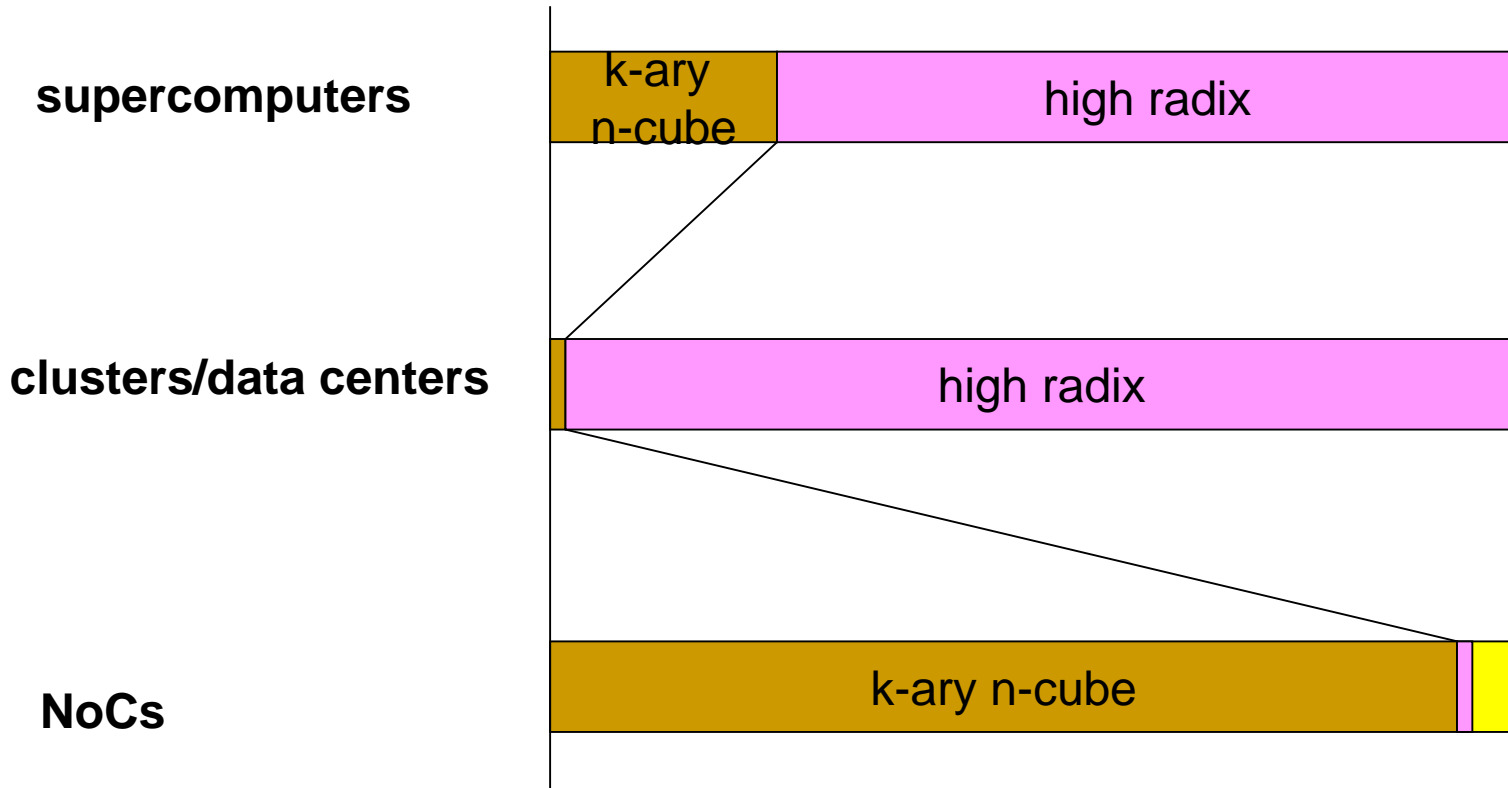 supercomputers
k-ary
n-cube
high radix
clusters/data centers
high radix
NoCs
k-ary n-cube